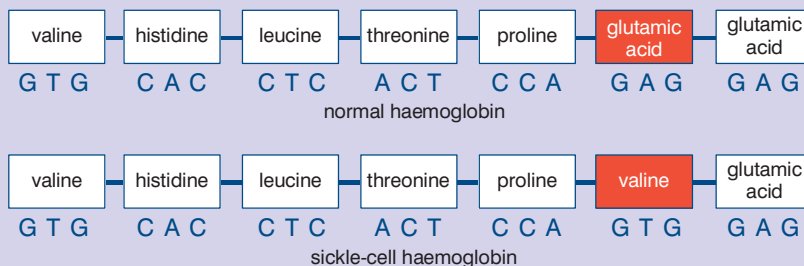 valine histidine leucine threonine proline glutamic acid glutamic acid
G T G C A C C T C A C T C C A G A G G A G
normal haemoglobin
valine histidine leucine threonine proline valine glutamic acid
G T G C A C C T C A C T C C A G T G G A G
sickle-cell haemoglobin